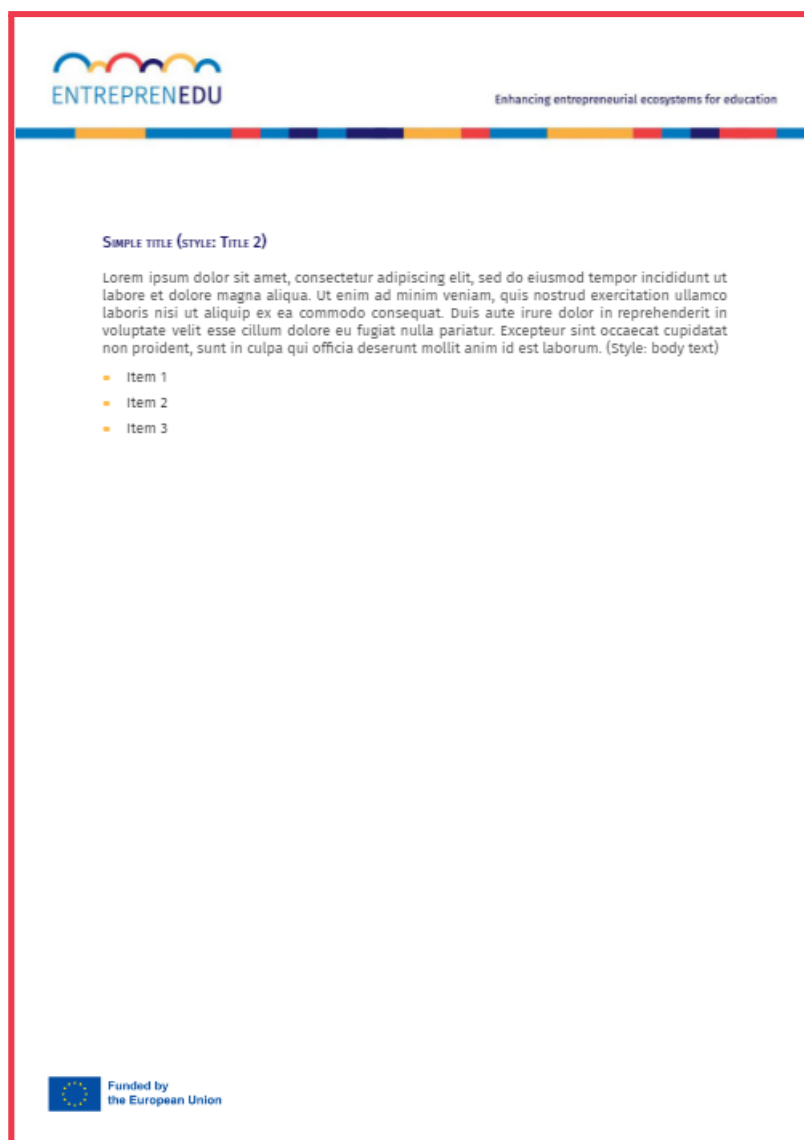 ENTREPRENEDU
Enhancing entrepreneurial ecosystems for education
Simple title (style: Title 2)
Lorem ipsum dolor sit amet, consectetur adipiscing elit, sed do eiusmod tempor incididunt ut
labore et dolore magna aliqua. Ut enim ad minim veniam, quis nostrud exercitation ullamco
laboris nisi ut aliquip ex ea commodo consequat. Duis aute irure dolor in reprehenderit in
voluptate velit esse cillum dolore eu fugiat nulla pariatur. Excepteur sint occaecat cupidatat
non proident, sunt in culpa qui officia deserunt mollit anim id est laborum. (Style: body text)
Item 1
Item 2
Item 3
Funded by
the European Union